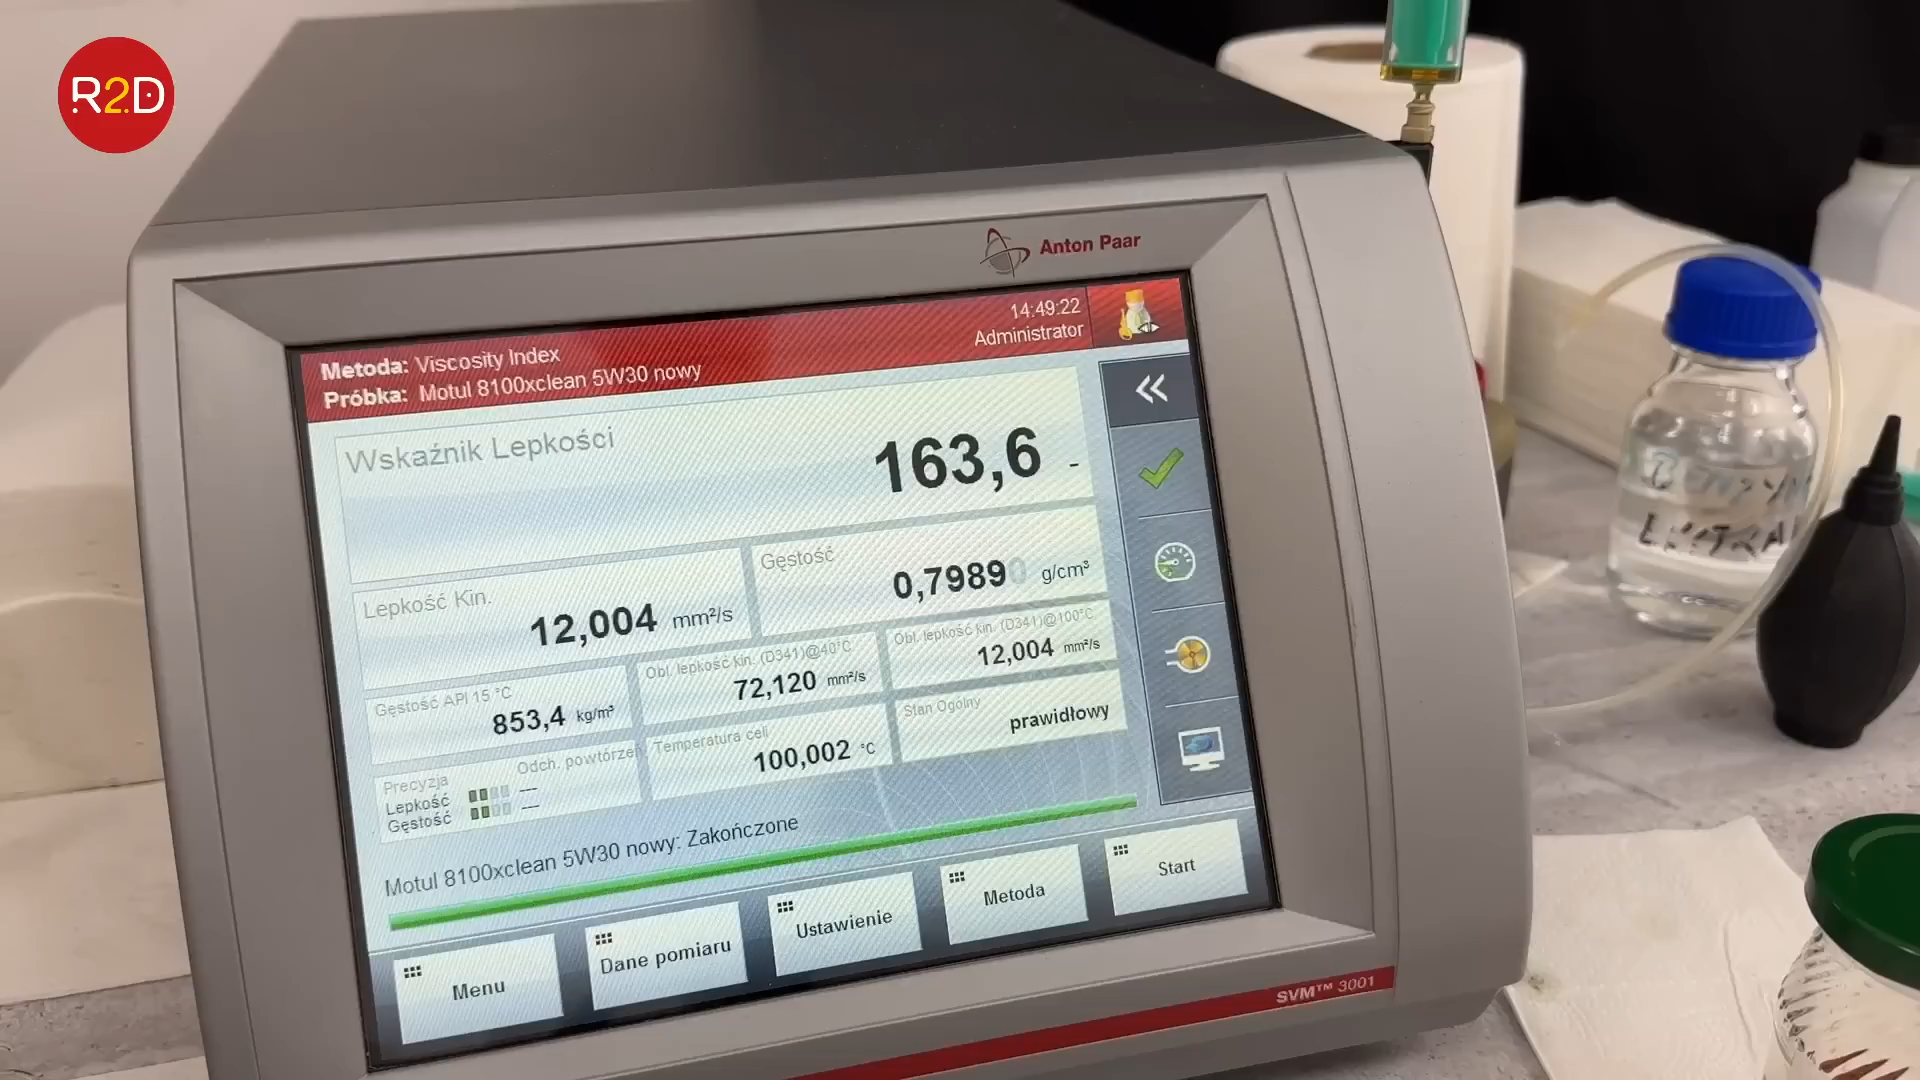 R2D
Anton Paar
14:49:22
Administrator
Metoda: Viscosity Index
Próbka: Motul 8100xclean 5W30 nowy
Wskaźnik Lepkości
163,6 -
Lepkość Kin.
12,004 mm²/s
Gęstość
0,79890 g/cm³
Gęstość API 15 °C
853,4 kg/m³
Obl. lepkość kin. (D341)@40°C
72,120 mm²/s
Obl. lepkość kin. (D341)@100°C
12,004 mm²/s
Precyzja
Odch. powtórzeń
Lepkość ---
Gęstość ---
Temperatura celi
100,002 °C
Stan Ogólny
prawidłowy
Motul 8100xclean 5W30 nowy: Zakończone
Menu
Dane pomiaru
Ustawienie
Metoda
Start
SVM™ 3001